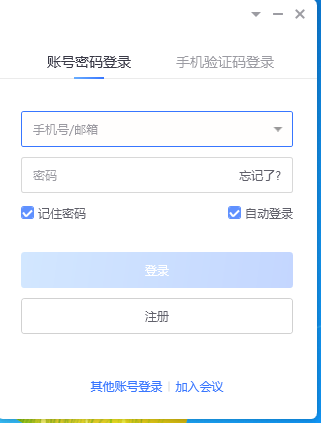 账号密码登录 手机验证码登录
手机号/邮箱
密码 忘记了?
记住密码 自动登录
登录
注册
其他账号登录 | 加入会议